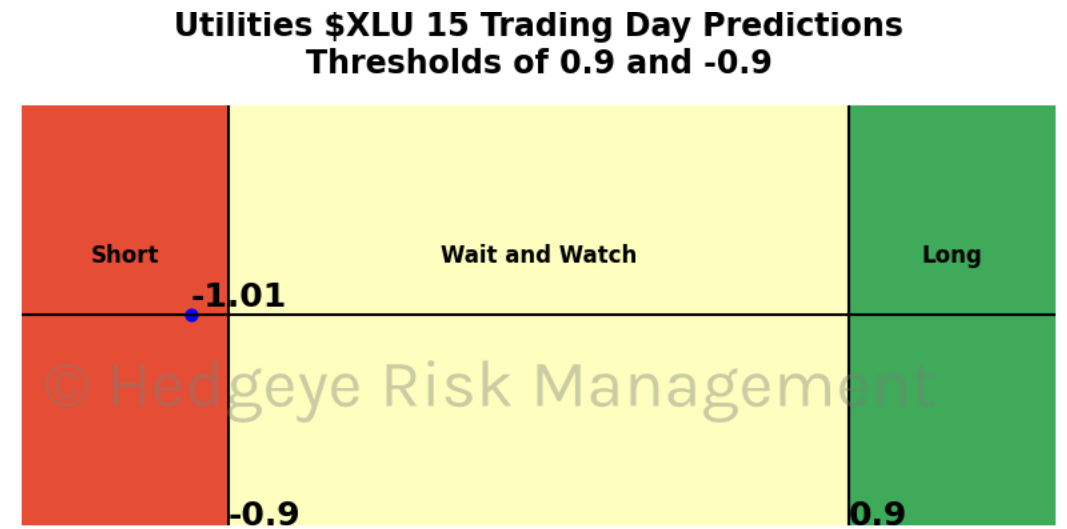 Utilities $XLU 15 Trading Day Predictions
Thresholds of 0.9 and -0.9
Short
Wait and Watch
Long
-1.01
© Hedgeye Risk Management
-0.9
0.9